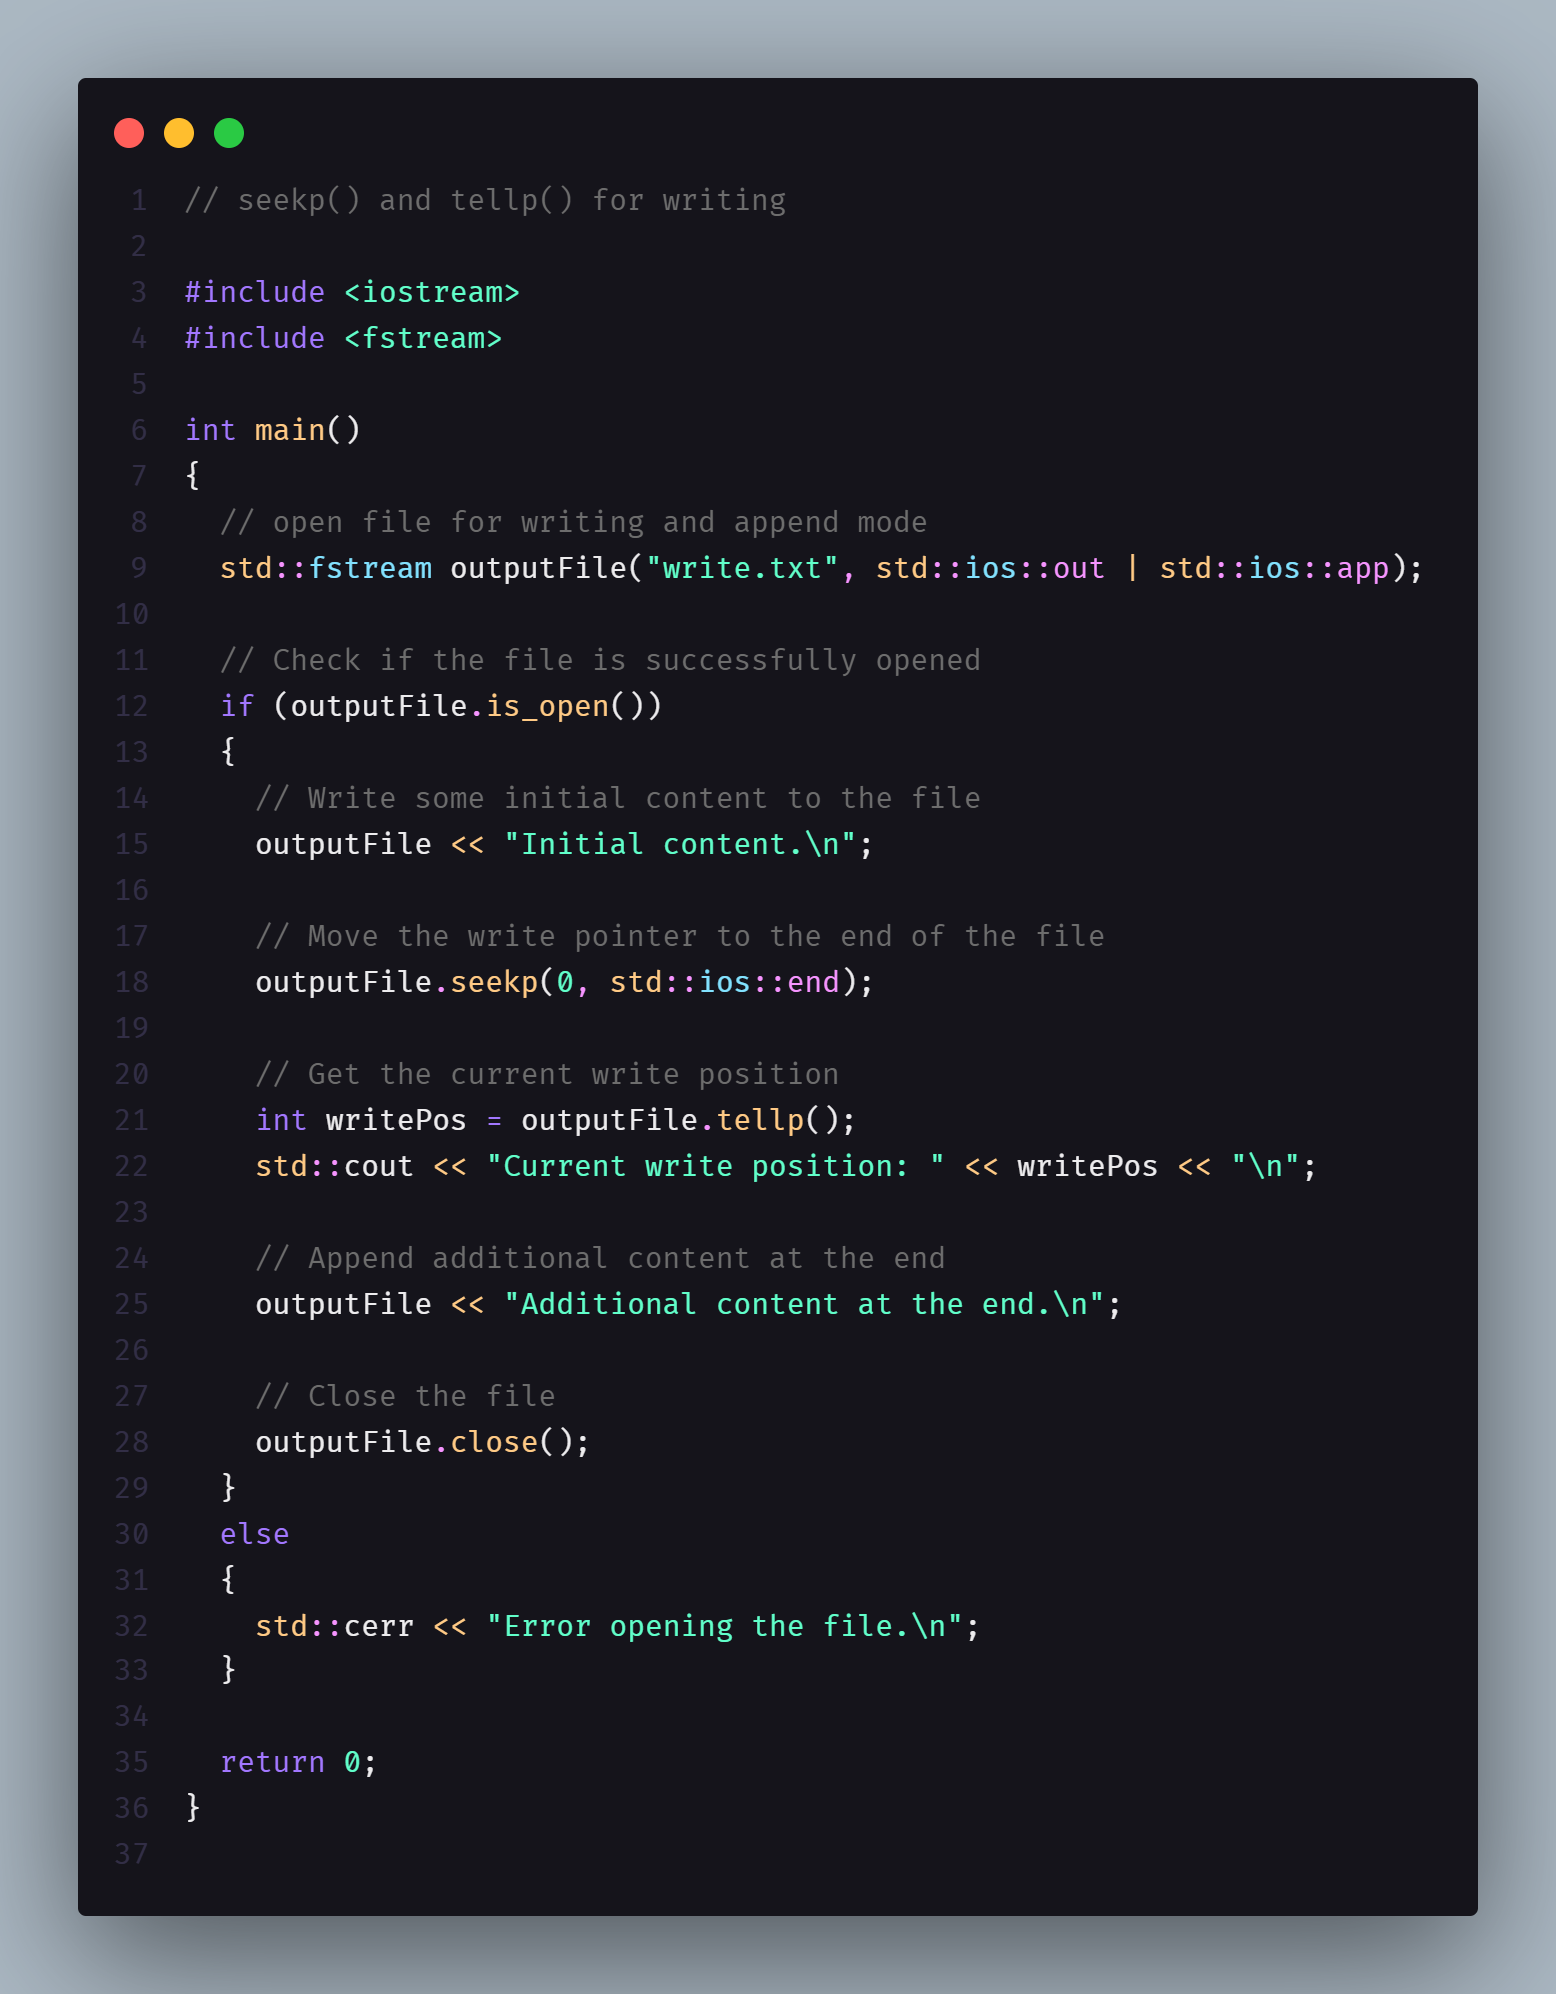 1 // seekp() and tellp() for writing
2
3 #include <iostream>
4 #include <fstream>
5
6 int main()
7 {
8   // open file for writing and append mode
9   std::fstream outputFile("write.txt", std::ios::out | std::ios::app);
10
11   // Check if the file is successfully opened
12   if (outputFile.is_open())
13   {
14     // Write some initial content to the file
15     outputFile << "Initial content.\n";
16
17     // Move the write pointer to the end of the file
18     outputFile.seekp(0, std::ios::end);
19
20     // Get the current write position
21     int writePos = outputFile.tellp();
22     std::cout << "Current write position: " << writePos << "\n";
23
24     // Append additional content at the end
25     outputFile << "Additional content at the end.\n";
26
27     // Close the file
28     outputFile.close();
29   }
30   else
31   {
32     std::cerr << "Error opening the file.\n";
33   }
34
35   return 0;
36 }
37